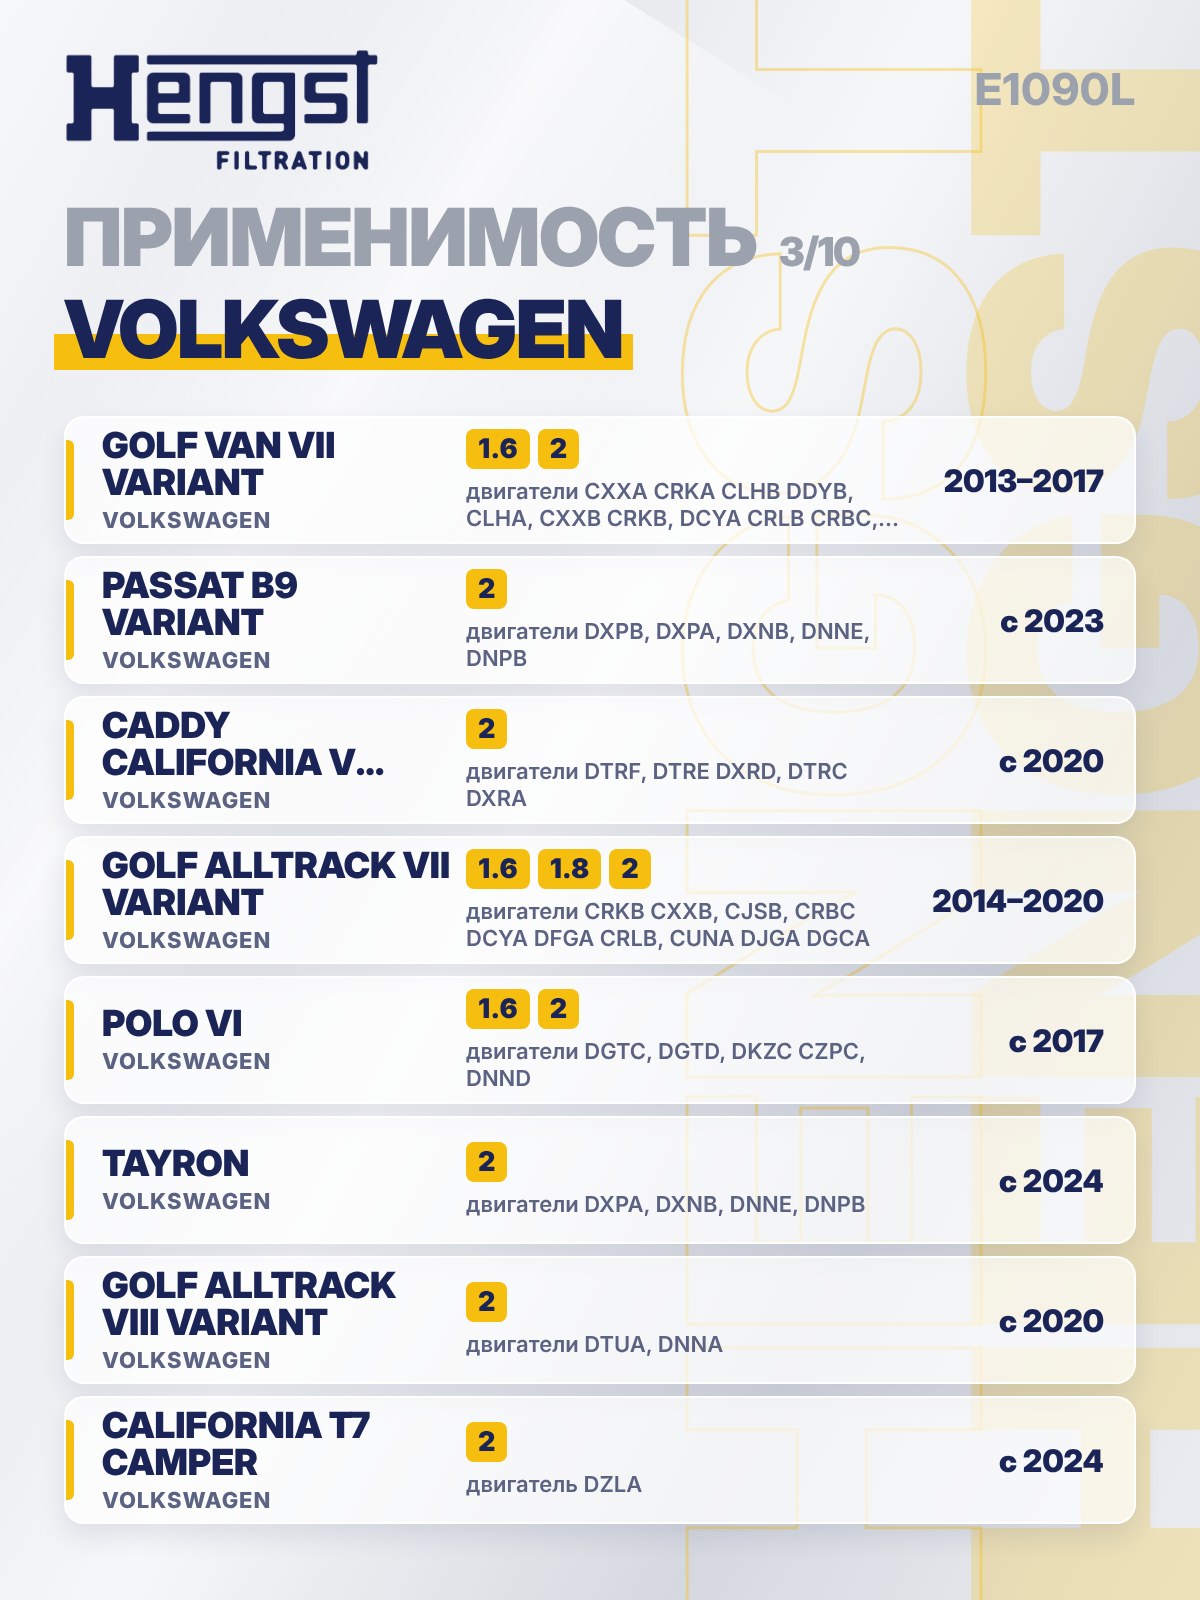 Hengst
FILTRATION
E1090L
ПРИМЕНИМОСТЬ 3/10
VOLKSWAGEN
GOLF VAN VII
VARIANT
VOLKSWAGEN
1.6 2
двигатели CXXA CRKA CLHB DDYB,
CLHA, CXXB CRKB, DCYA CRLB CRBC,...
2013–2017
PASSAT B9
VARIANT
VOLKSWAGEN
2
двигатели DXPB, DXPA, DXNB, DNNE,
DNPB
с 2023
CADDY
CALIFORNIA V...
VOLKSWAGEN
2
двигатели DTRF, DTRE DXRD, DTRC
DXRA
с 2020
GOLF ALLTRACK VII
VARIANT
VOLKSWAGEN
1.6 1.8 2
двигатели CRKB CXXB, CJSB, CRBC
DCYA DFGA CRLB, CUNA DJGA DGCA
2014–2020
POLO VI
VOLKSWAGEN
1.6 2
двигатели DGTC, DGTD, DKZC CZPC,
DNND
с 2017
TAYRON
VOLKSWAGEN
2
двигатели DXPA, DXNB, DNNE, DNPB
с 2024
GOLF ALLTRACK
VIII VARIANT
VOLKSWAGEN
2
двигатели DTUA, DNNA
с 2020
CALIFORNIA T7
CAMPER
VOLKSWAGEN
2
двигатель DZLA
с 2024
HENGST
HENGST